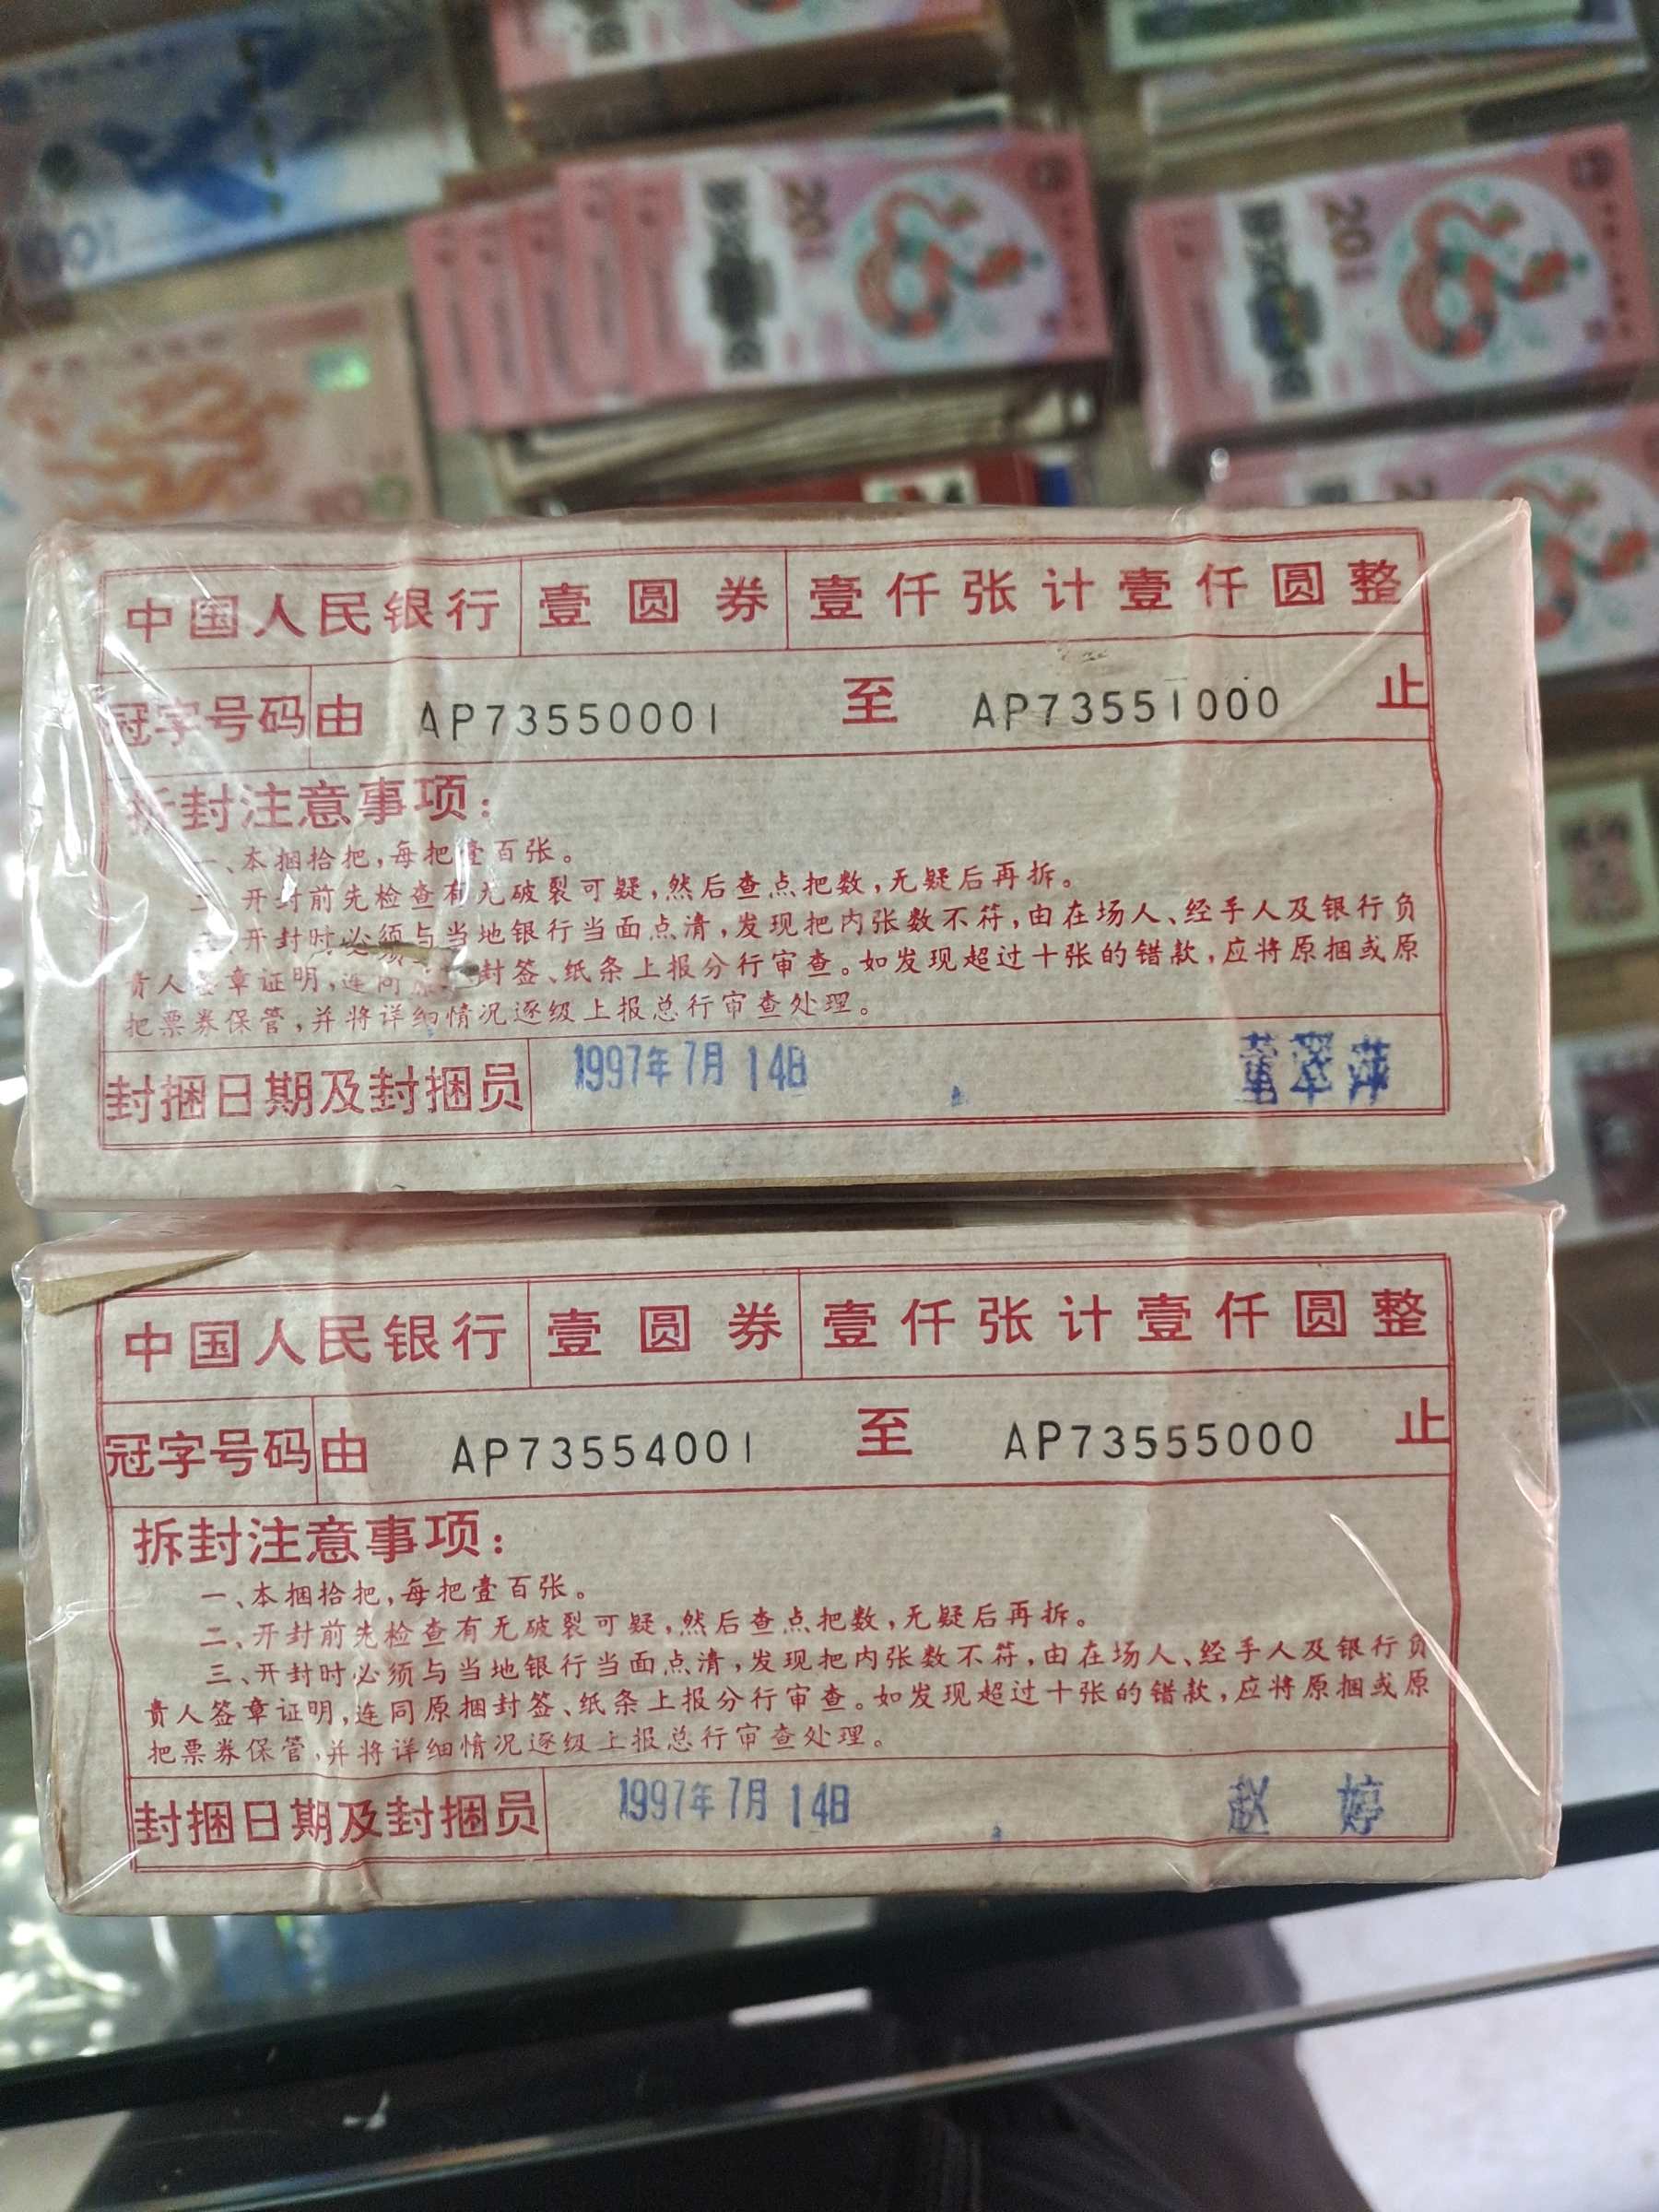 20
20
中国人民银行 壹圆券 壹仟张计壹仟圆整
冠字号码 由 AP73550001 至 AP73551000 止
拆封注意事项:
一、本捆拾把,每把壹百张。
二、开封前先检查有无破裂可疑,然后查点把数,无疑后再拆。
三、开封时必须与当地银行当面点清,发现把内张数不符,由在场人、经手人及银行负
责人签章证明,连同原 封签、纸条上报分行审查。如发现超过十张的错款,应将原捆或原
把票券保管,并将详细情况逐级上报总行审查处理。
封捆日期及封捆员 1997年7月14日 董翠萍
中国人民银行 壹圆券 壹仟张计壹仟圆整
冠字号码 由 AP73554001 至 AP73555000 止
拆封注意事项:
一、本捆拾把,每把壹百张。
二、开封前先检查有无破裂可疑,然后查点把数,无疑后再拆。
三、开封时必须与当地银行当面点清,发现把内张数不符,由在场人、经手人及银行负
责人签章证明,连同原捆封签、纸条上报分行审查。如发现超过十张的错款,应将原捆或原
把票券保管,并将详细情况逐级上报总行审查处理。
封捆日期及封捆员 1997年7月14日 赵婷